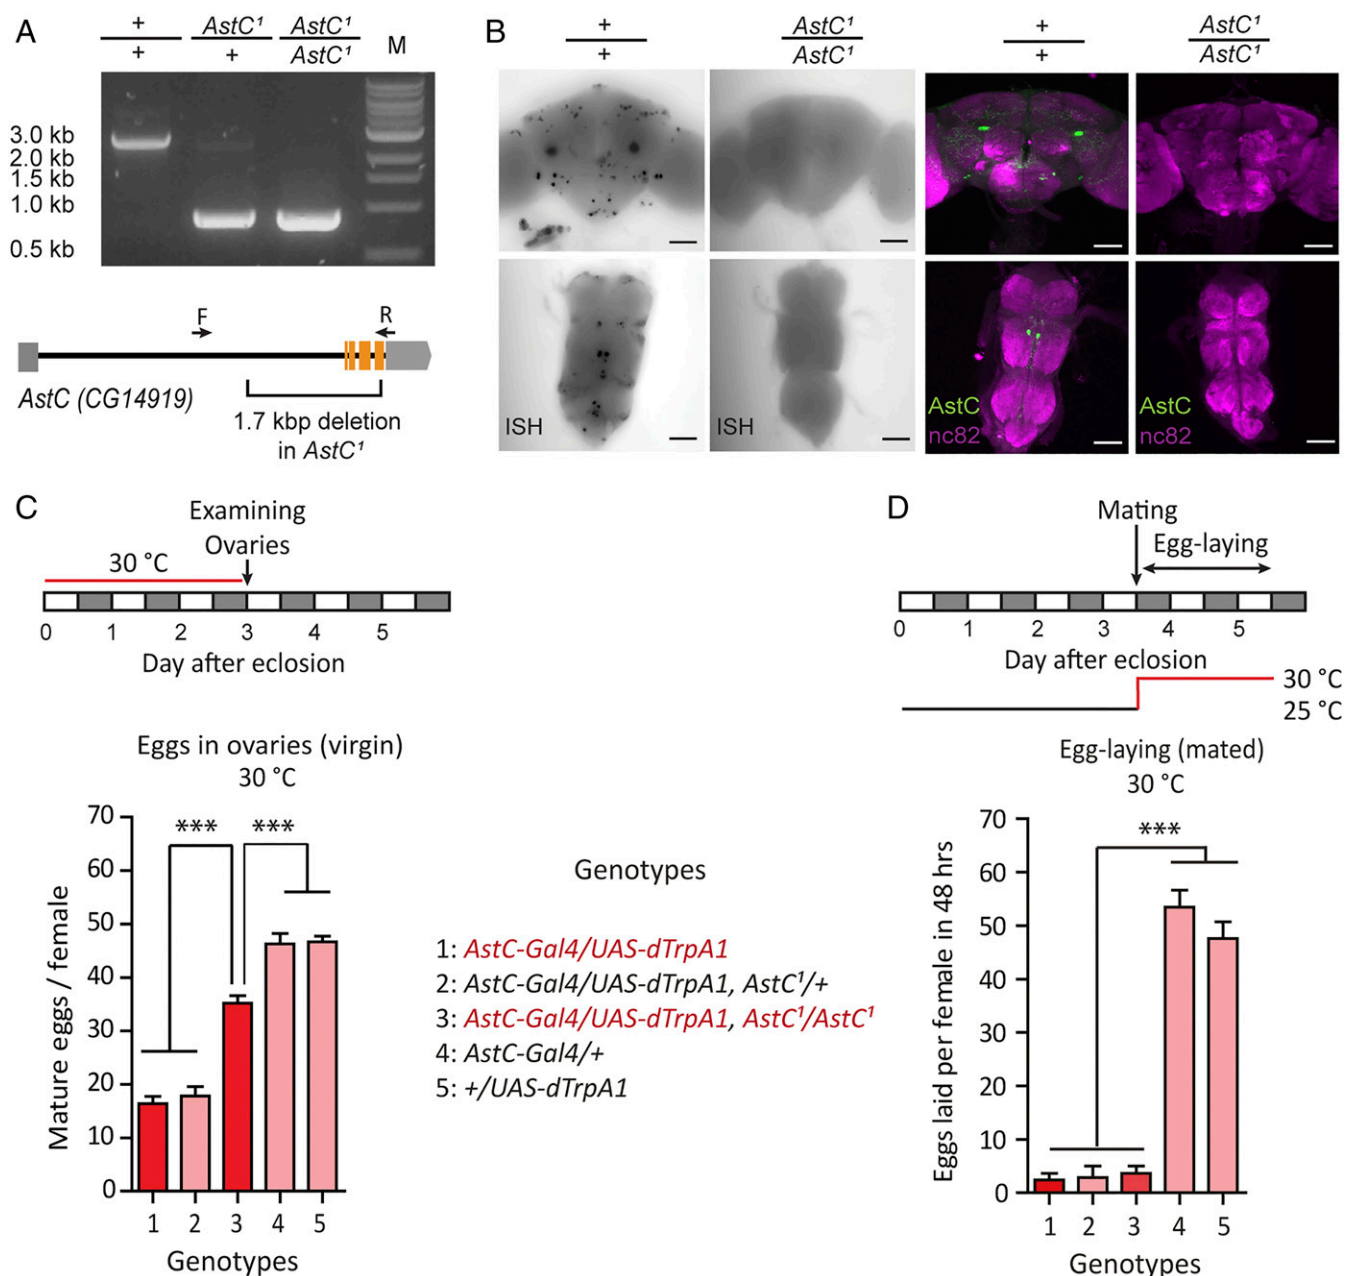 A
+
+
AstC¹
+
AstC¹
AstC¹
M
3.0 kb
2.0 kb
1.5 kb
1.0 kb
0.5 kb
F
R
AstC (CG14919)
1.7 kbp deletion
in AstC¹
B
+
+
AstC¹
AstC¹
+
+
AstC¹
AstC¹
ISH
ISH
AstC
nc82
AstC
nc82
C
Examining
Ovaries
30 °C
0 1 2 3 4 5
Day after eclosion
Eggs in ovaries (virgin)
30 °C
Mature eggs / female
70
60
50
40
30
20
10
0
*** ***
1 2 3 4 5
Genotypes
Genotypes
1: AstC-Gal4/UAS-dTrpA1
2: AstC-Gal4/UAS-dTrpA1, AstC¹/+
3: AstC-Gal4/UAS-dTrpA1, AstC¹/AstC¹
4: AstC-Gal4/+
5: +/UAS-dTrpA1
D
Mating
Egg-laying
0 1 2 3 4 5
Day after eclosion
30 °C
25 °C
Egg-laying (mated)
30 °C
Eggs laid per female in 48 hrs
70
60
50
40
30
20
10
0
***
1 2 3 4 5
Genotypes